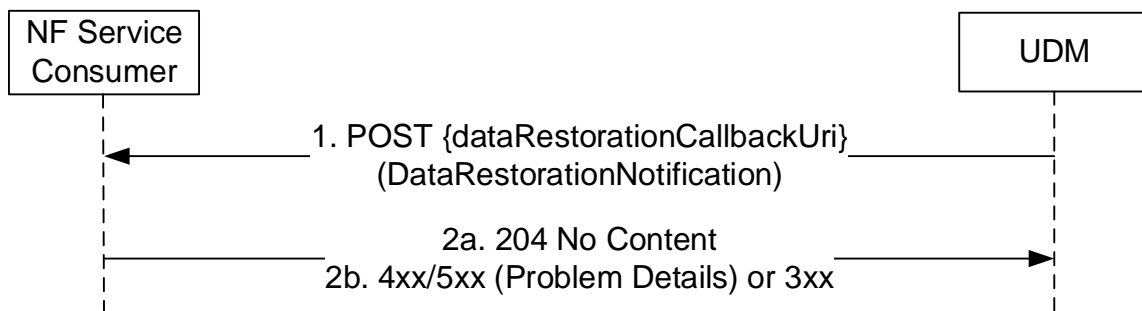 NF Service
Consumer
UDM
1. POST {dataRestorationCallbackUri}
(DataRestorationNotification)
2a. 204 No Content
2b. 4xx/5xx (Problem Details) or 3xx